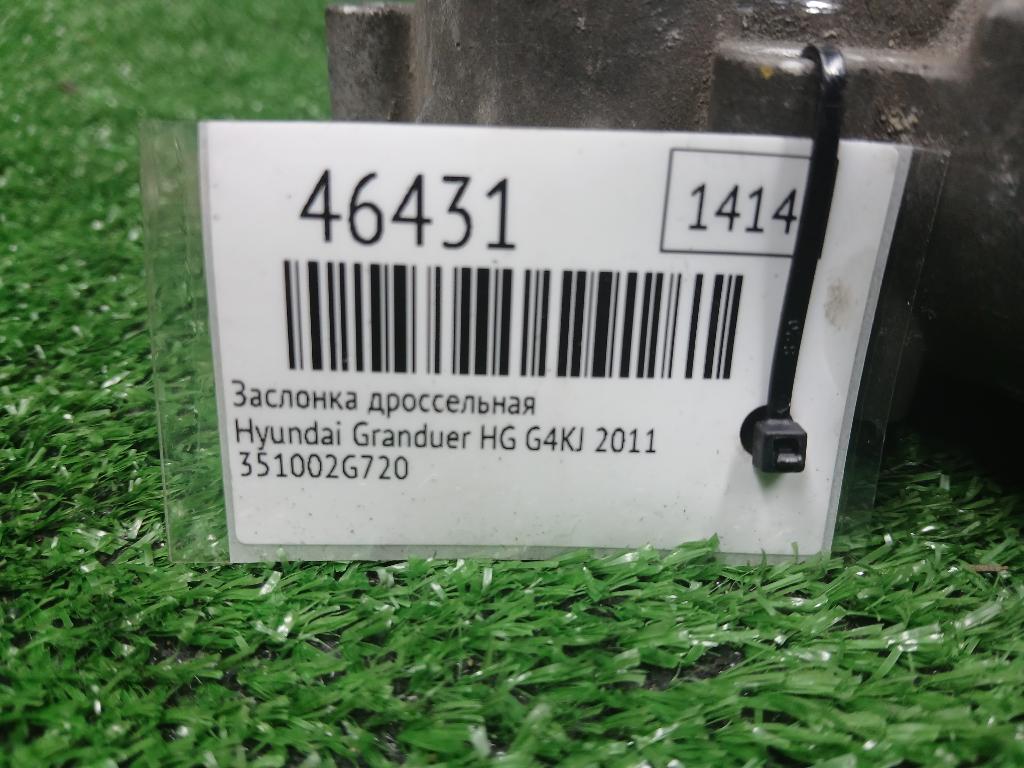 46431
1414
Заслонка дроссельная
Hyundai Granduer HG G4KJ 2011
351002G720